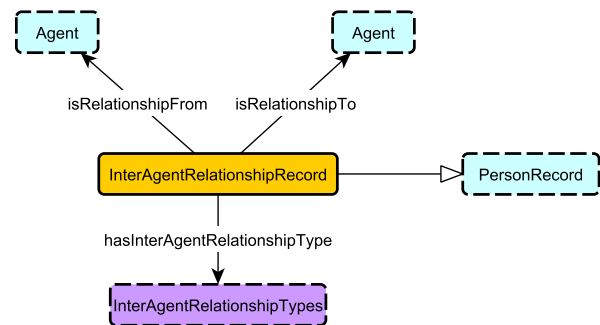 Agent
Agent
isRelationshipFrom
isRelationshipTo
InterAgentRelationshipRecord
PersonRecord
hasInterAgentRelationshipType
InterAgentRelationshipTypes